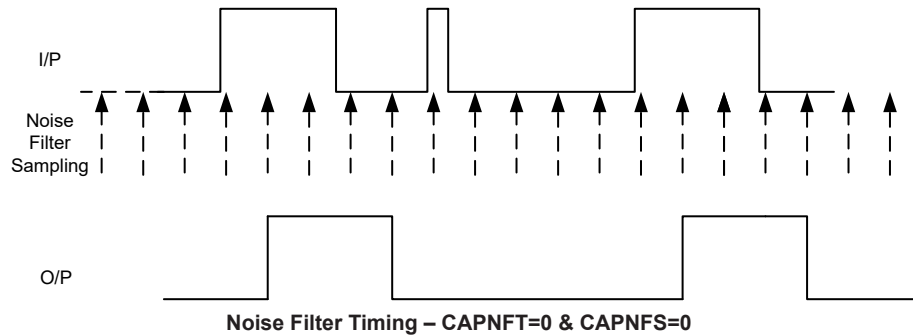 I/P
Noise
Filter
Sampling
O/P
Noise Filter Timing – CAPNFT=0 & CAPNFS=0